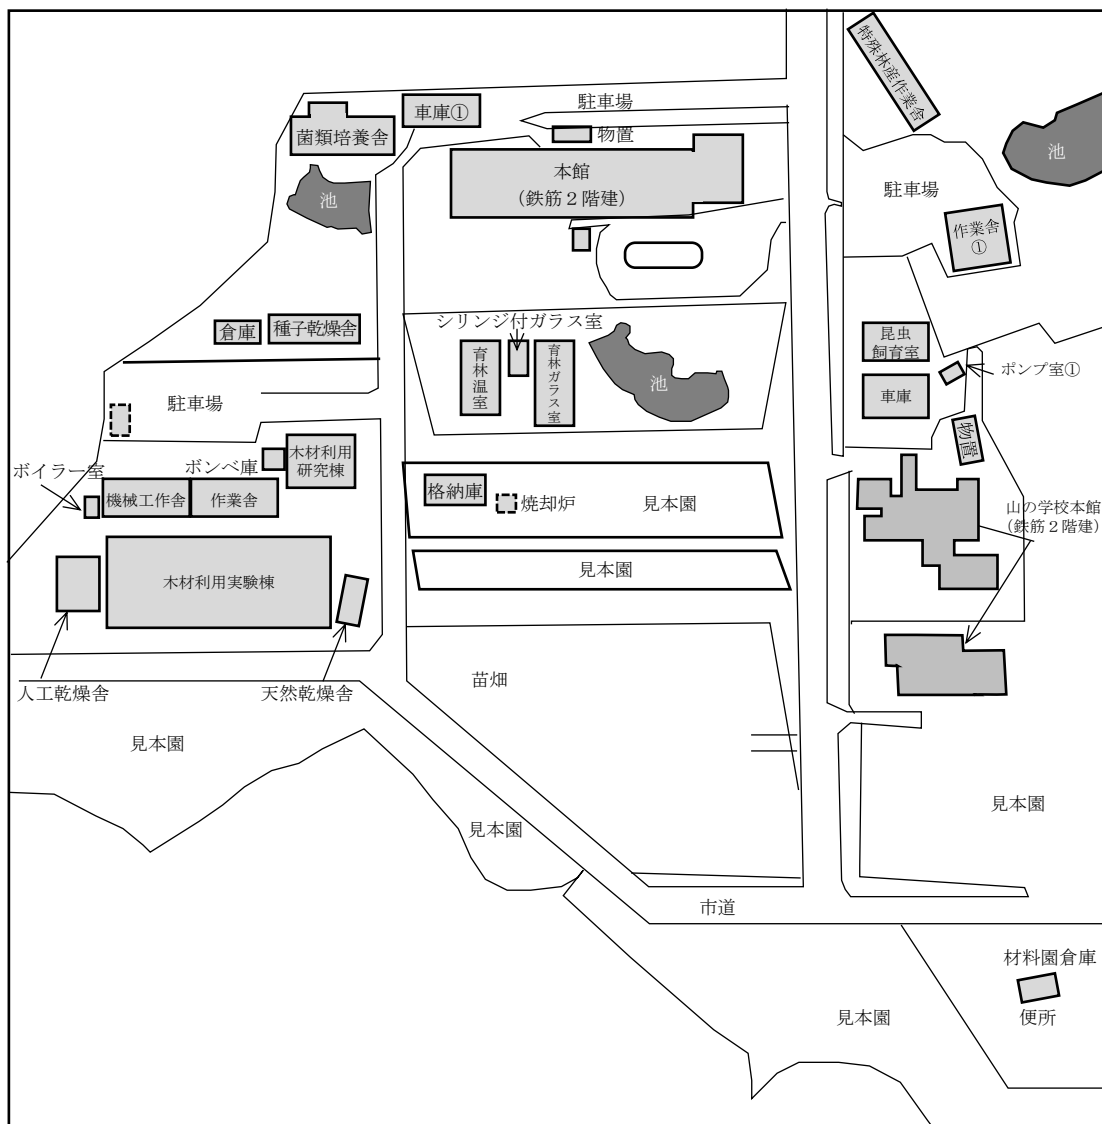 特殊林産作業舎
駐車場
車庫①
物置
菌類培養舎
池
本館
(鉄筋２階建)
池
駐車場
作業舎
①
シリンジ付ガラス室
倉庫
種子乾燥舎
昆虫
飼育室
育林温室
育林ガラス室
池
ポンプ室①
車庫
駐車場
物置
木材利用
研究棟
ボイラー室
ボンベ庫
機械工作舎
作業舎
格納庫
焼却炉
見本園
山の学校本館
(鉄筋２階建)
見本園
木材利用実験棟
人工乾燥舎
天然乾燥舎
苗畑
見本園
見本園
見本園
市道
材料園倉庫
便所
見本園